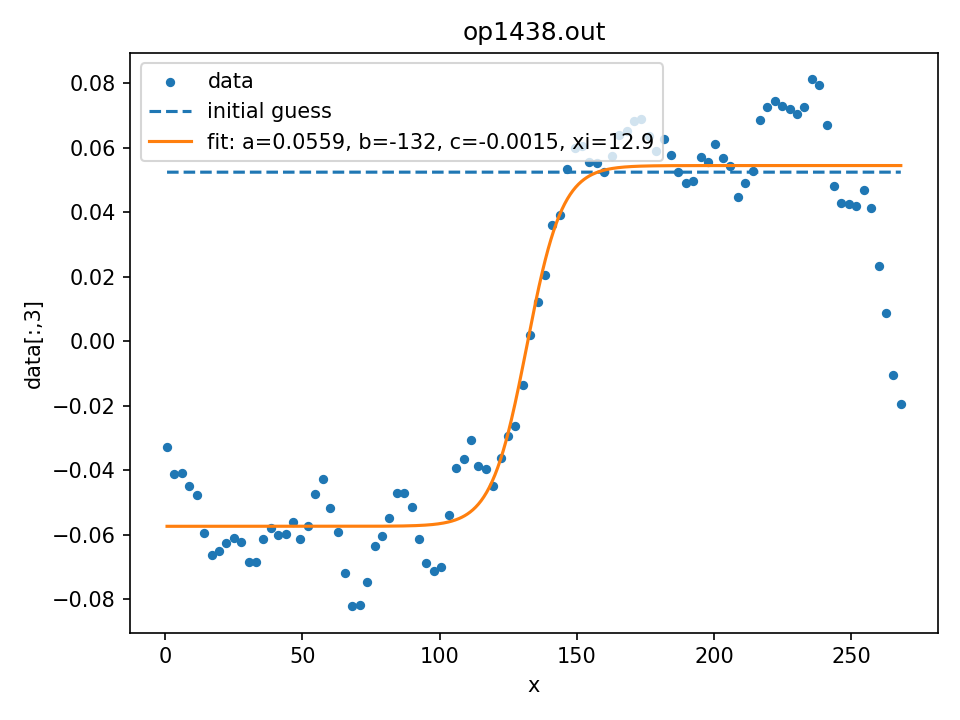 op1438.out
data
initial guess
fit: a=0.0559, b=-132, c=-0.0015, xi=12.9
0.08
0.06
0.04
0.02
0.00
−0.02
−0.04
−0.06
−0.08
data[:,3]
0 50 100 150 200 250
x